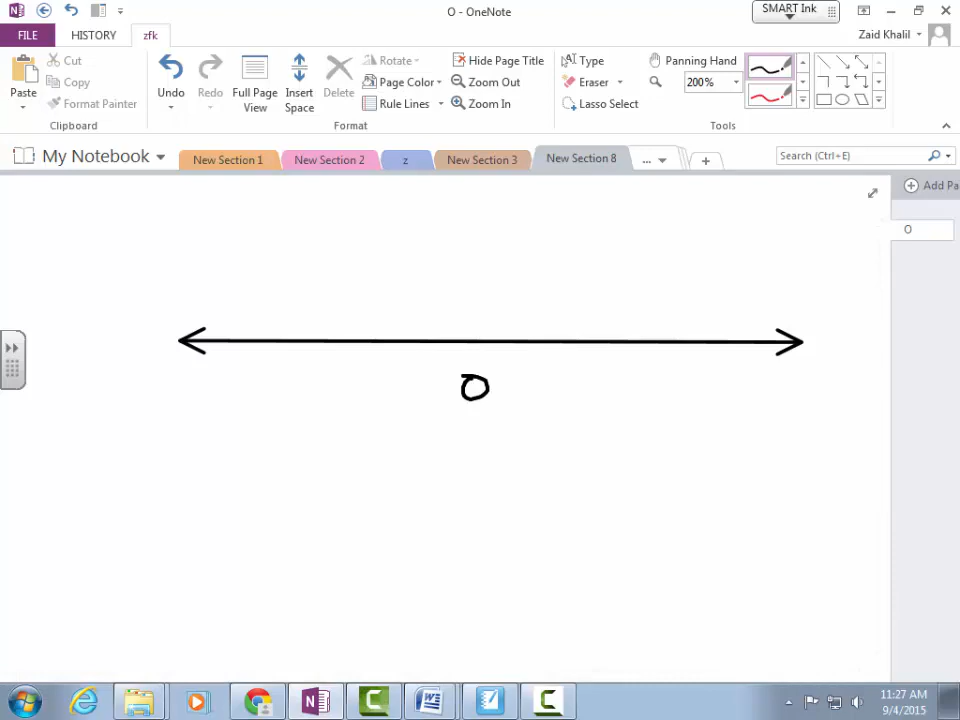 O - OneNote
SMART Ink
FILE
HISTORY
zfk
Zaid Khalil
Paste
Cut
Copy
Format Painter
Clipboard
Undo
Redo
Full Page View
Insert Space
Delete
Rotate
Page Color
Rule Lines
Format
Hide Page Title
Zoom Out
Zoom In
Type
Eraser
Lasso Select
Panning Hand
200%
Tools
My Notebook
New Section 1
New Section 2
z
New Section 3
New Section 8
...
Search (Ctrl+E)
Add Pa
O
0
11:27 AM
9/4/2015